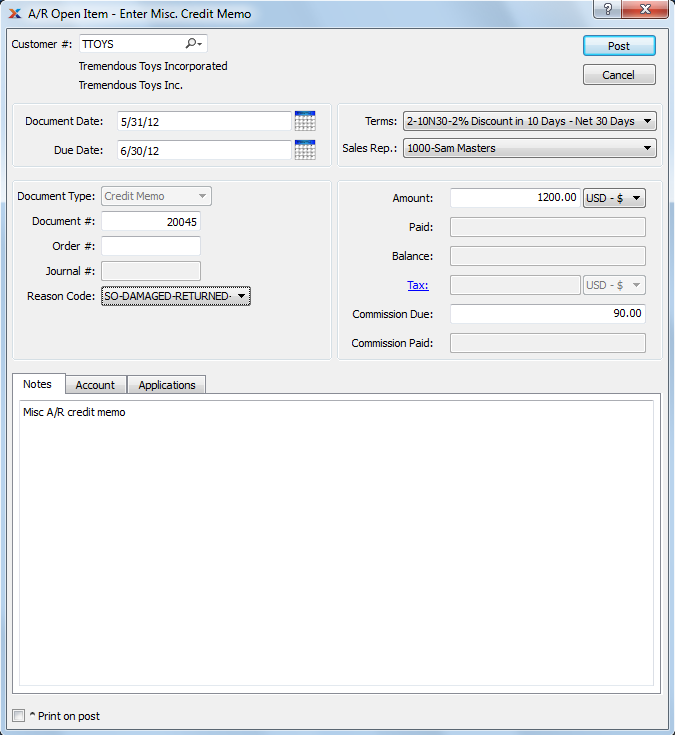 A/R Open Item - Enter Misc. Credit Memo
Customer #: TTOYS
Post
Tremendous Toys Incorporated
Cancel
Tremendous Toys Inc.
Document Date: 5/31/12
Terms: 2-10N30-2% Discount in 10 Days - Net 30 Days
Due Date: 6/30/12
Sales Rep.: 1000-Sam Masters
Document Type: Credit Memo
Document #: 20045
Order #:
Journal #:
Reason Code: SO-DAMAGED-RETURNED-
Amount: 1200.00 USD - $
Paid:
Balance:
Tax: USD - $
Commission Due: 90.00
Commission Paid:
Notes Account Applications
Misc A/R credit memo
^ Print on post